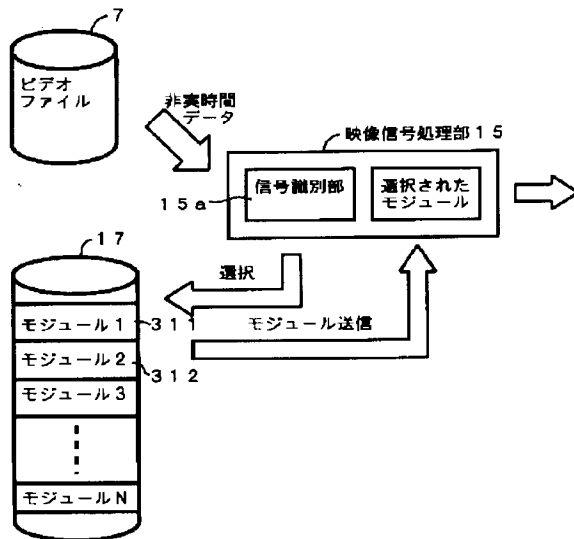 7
ビデオ
ファイル
非実時間
データ
映像信号処理部15
信号識別部
選択された
モジュール
15a
17
選択
モジュール1
311
モジュール送信
モジュール2
312
モジュール3
モジュールN